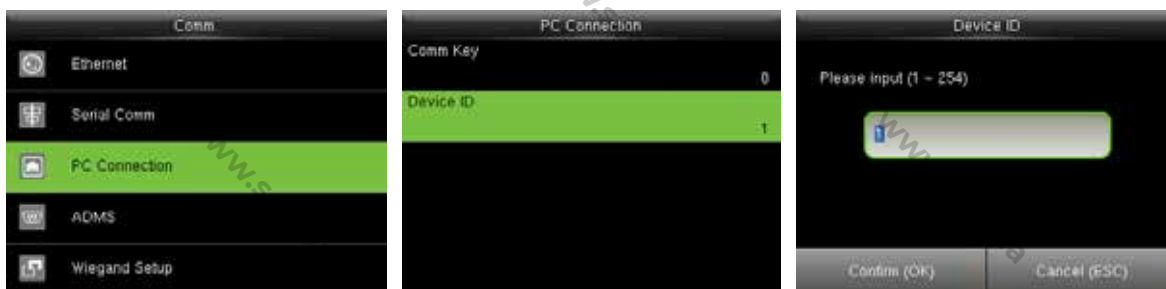 Comm
Ethernet
Serial Comm
PC Connection
ADMS
Wiegand Setup
PC Connection
Comm Key
0
Device ID
1
Device ID
Please input (1 ~ 254)
1
Confirm (OK)
Cancel (ESC)